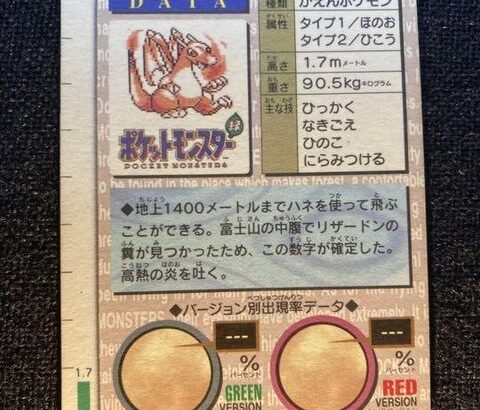 DATA
種類 かえんポケモン
属性 タイプ1/ほのお
タイプ2/ひこう
高さ 1.7mメートル
重さ 90.5kgキログラム
主な技 ひっかく
なきごえ
ひのこ
にらみつける
ポケットモンスター 緑
POCKET MONSTERS
◆地上1400メートルまでハネを使って飛ぶ
ことができる。富士山の中腹でリザードンの
糞が見つかったため、この数字が確定した。
高熱の炎を吐く。
◆バージョン別出現率データ◆
--- %
パーセント
GREEN
VERSION
--- %
パーセント
RED
VERSION
1.7